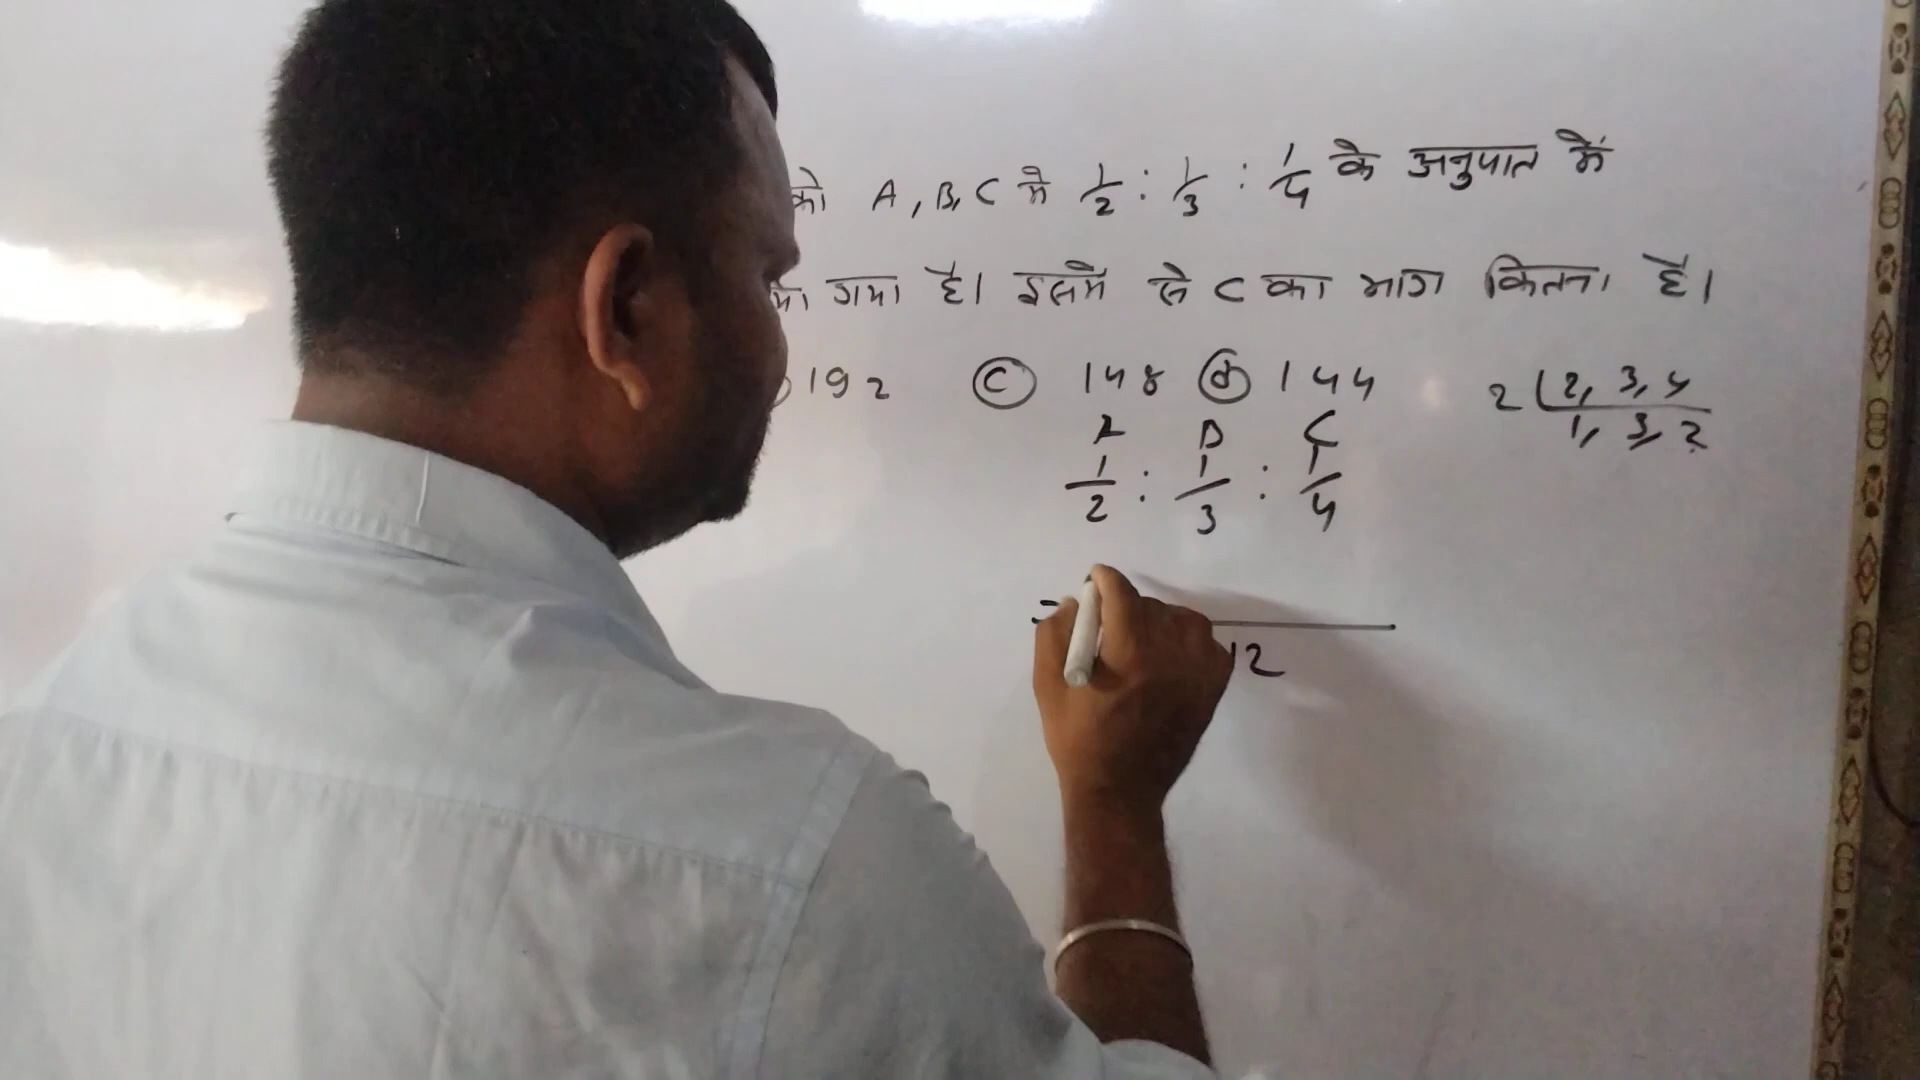 को A, B, C मे 1/2 : 1/3 : 1/4 के अनुपात में
गया है। इसमें से C का भाग कितना है।
192 (C) 148 (d) 144
2 | 2, 3, 4
1, 3, 2
A B C
1/2 : 1/3 : 1/4
12